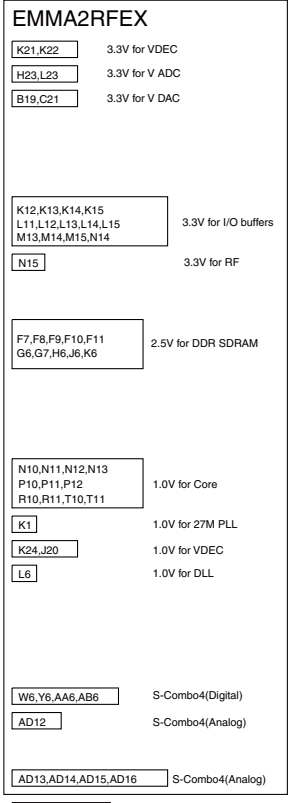 EMMA2RFEX
K21,K22 3.3V for VDEC
H23,L23 3.3V for V ADC
B19,C21 3.3V for V DAC
K12,K13,K14,K15
L11,L12,L13,L14,L15 3.3V for I/O buffers
M13,M14,M15,N14
N15 3.3V for RF
F7,F8,F9,F10,F11
G6,G7,H6,J6,K6 2.5V for DDR SDRAM
N10,N11,N12,N13
P10,P11,P12 1.0V for Core
R10,R11,T10,T11
K1 1.0V for 27M PLL
K24,J20 1.0V for VDEC
L6 1.0V for DLL
W6,Y6,AA6,AB6 S-Combo4(Digital)
AD12 S-Combo4(Analog)
AD13,AD14,AD15,AD16 S-Combo4(Analog)